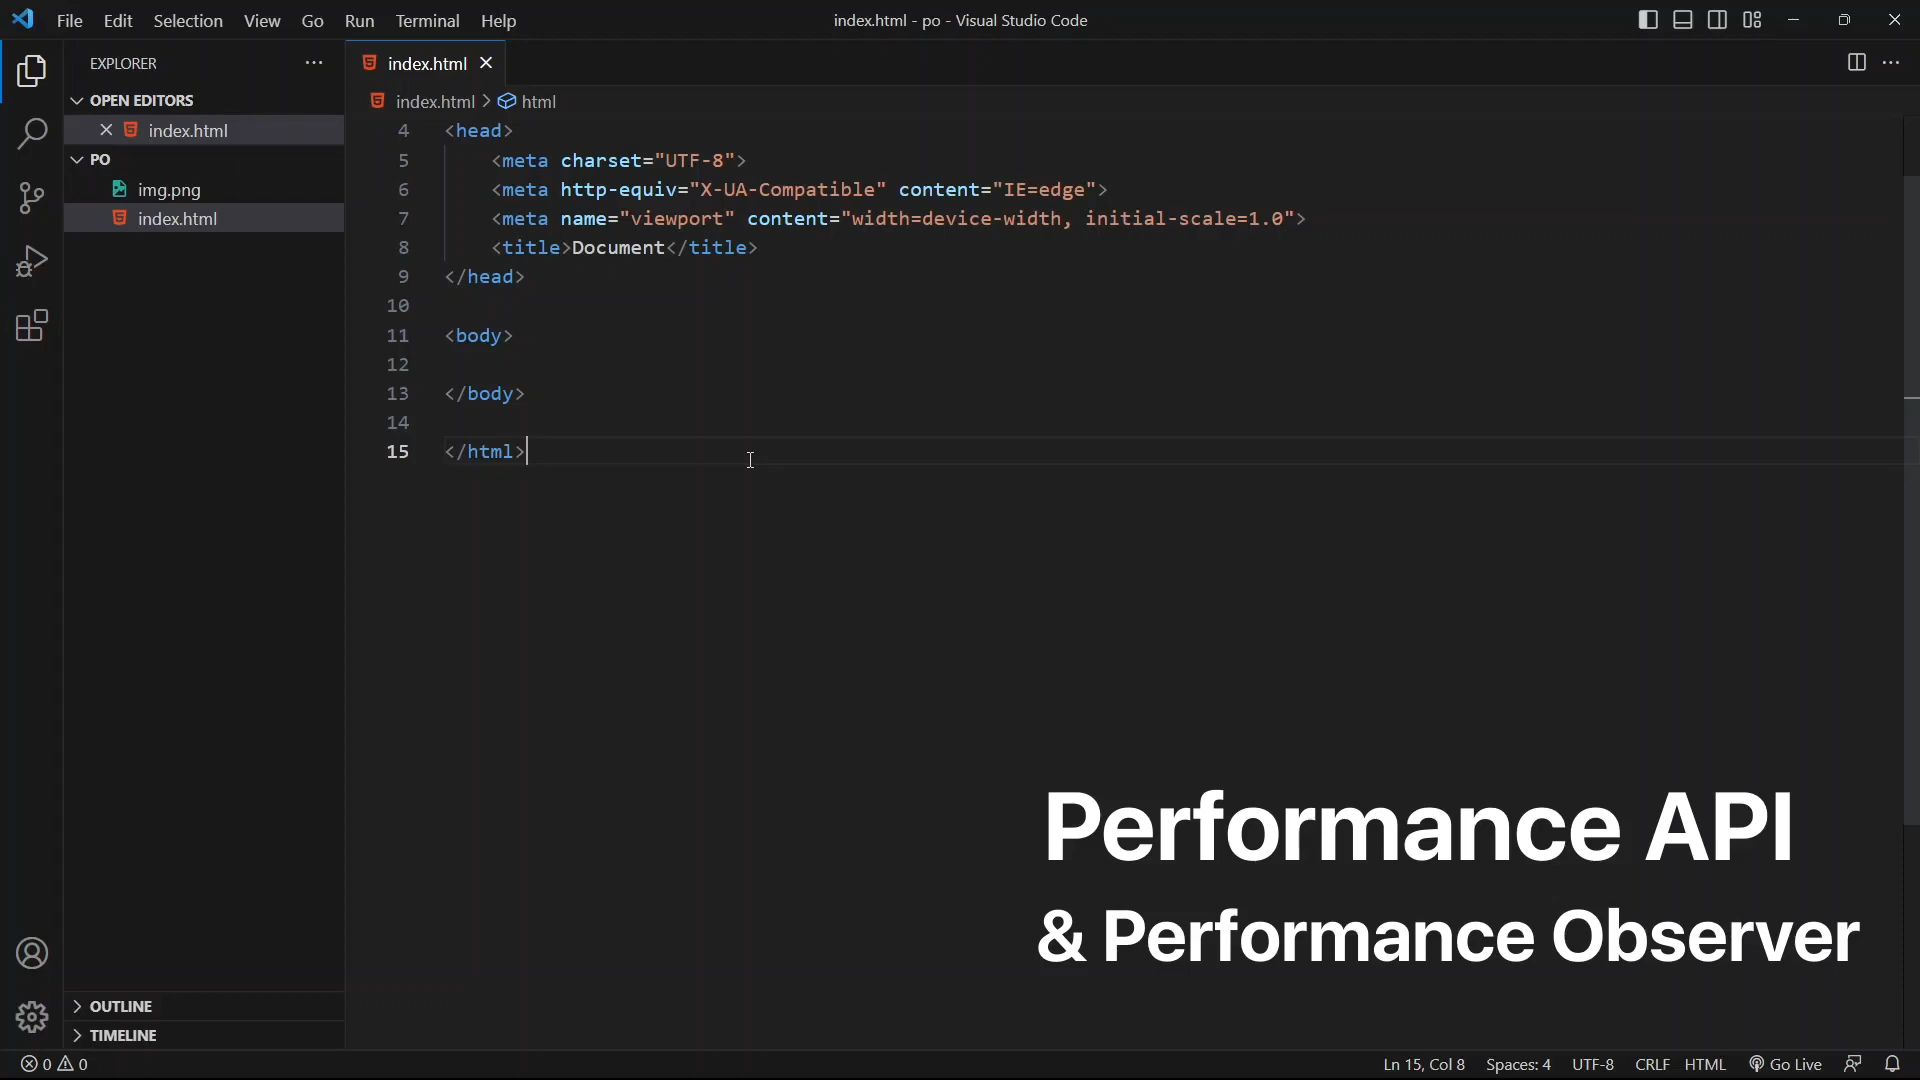 File Edit Selection View Go Run Terminal Help
index.html - po - Visual Studio Code
EXPLORER
OPEN EDITORS
index.html
PO
img.png
index.html
OUTLINE
TIMELINE
index.html
index.html > html
4 <head>
5 <meta charset="UTF-8">
6 <meta http-equiv="X-UA-Compatible" content="IE=edge">
7 <meta name="viewport" content="width=device-width, initial-scale=1.0">
8 <title>Document</title>
9 </head>
10
11 <body>
12
13 </body>
14
15 </html>
Performance API
& Performance Observer
0 0
Ln 15, Col 8 Spaces: 4 UTF-8 CRLF HTML Go Live